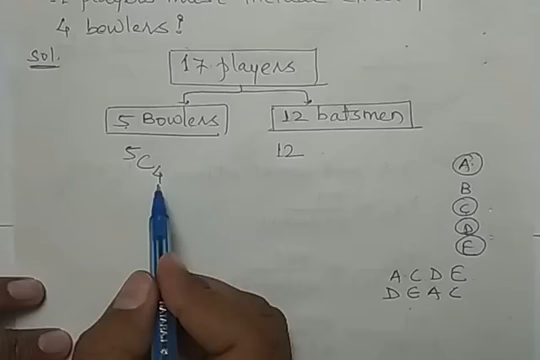 4 bowlers?
Sol.
17 players
5 Bowlers 12 batsmen
⁵C₄ 12
A
B
C
D
E
A C D E
D E A C